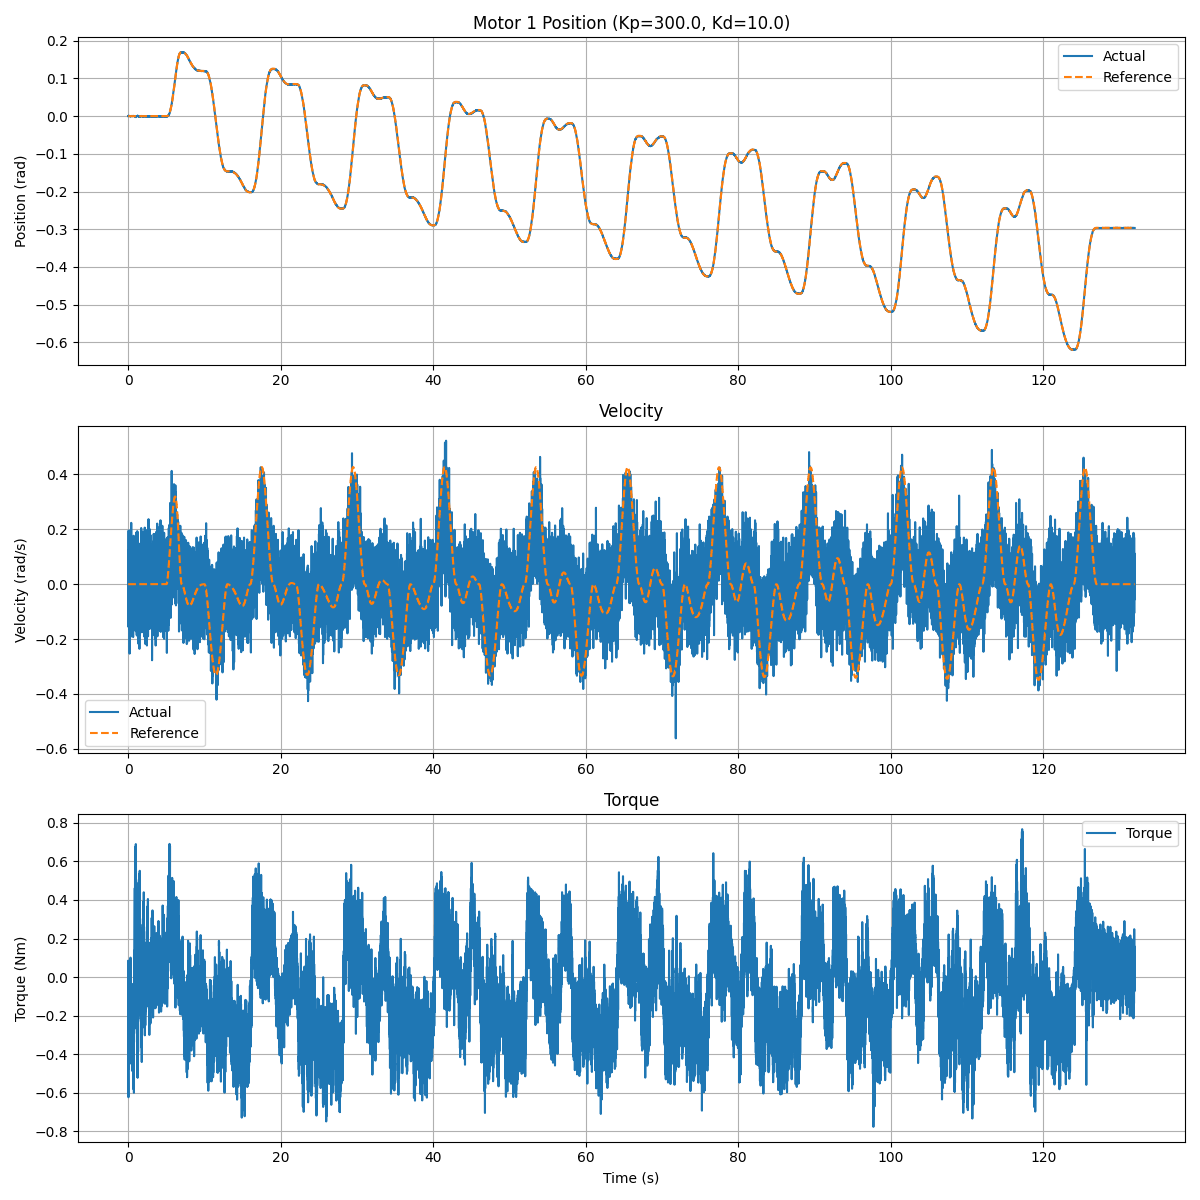 Motor 1 Position (Kp=300.0, Kd=10.0)
0.2
0.1
0.0
−0.1
−0.2
−0.3
−0.4
−0.5
−0.6
Position (rad)
Actual
Reference
0 20 40 60 80 100 120
Velocity
0.4
0.2
0.0
−0.2
−0.4
−0.6
Velocity (rad/s)
Actual
Reference
0 20 40 60 80 100 120
Torque
0.8
0.6
0.4
0.2
0.0
−0.2
−0.4
−0.6
−0.8
Torque (Nm)
Torque
0 20 40 60 80 100 120
Time (s)